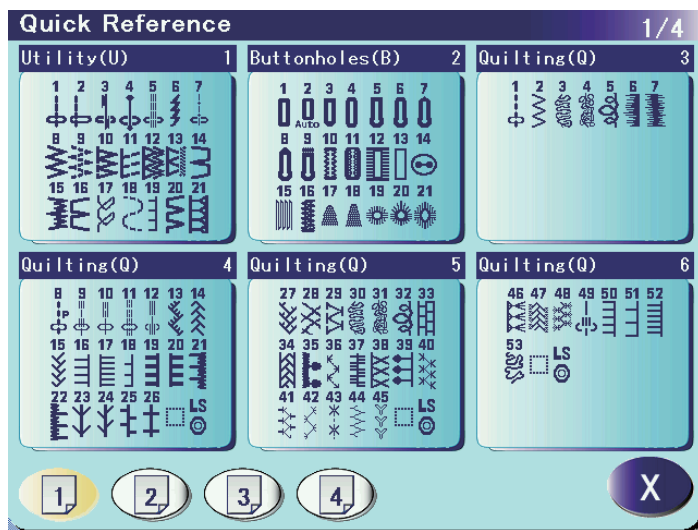 Quick Reference 1/4
Utility(U) 1
1 2 3 4 5 6 7
8 9 10 11 12 13 14
15 16 17 18 19 20 21
Buttonholes(B) 2
1 2 3 4 5 6 7
Auto
8 9 10 11 12 13 14
15 16 17 18 19 20 21
Quilting(Q) 3
1 2 3 4 5 6 7
Quilting(Q) 4
8 9 10 11 12 13 14
P
15 16 17 18 19 20 21
22 23 24 25 26 LS
Quilting(Q) 5
27 28 29 30 31 32 33
34 35 36 37 38 39 40
41 42 43 44 45 LS
Quilting(Q) 6
46 47 48 49 50 51 52
53 LS
1 2 3 4 X